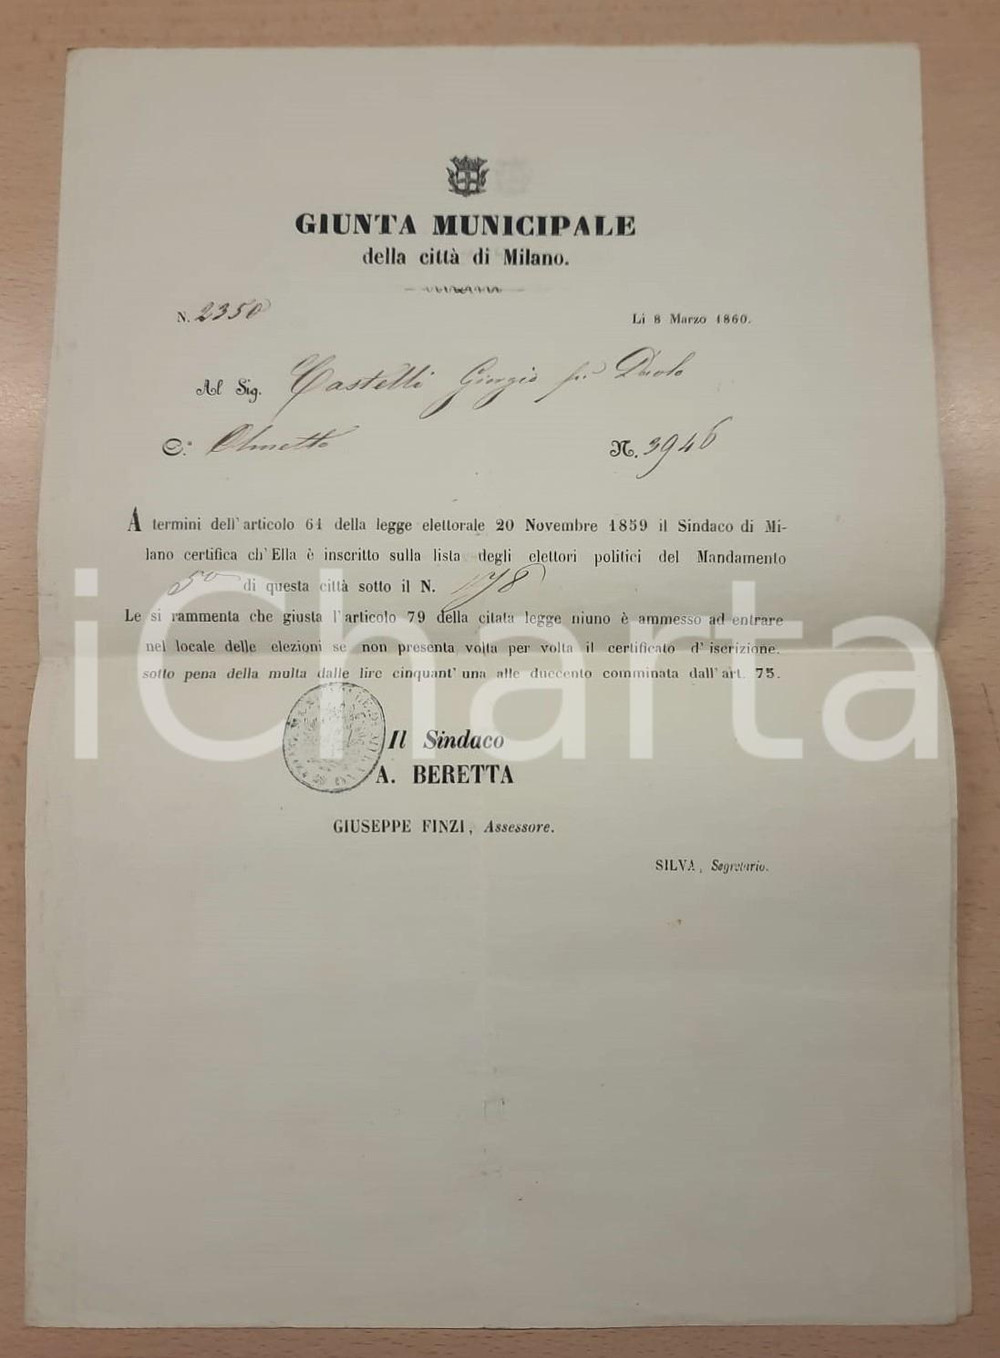 GIUNTA MUNICIPALE
della città di Milano.
N. 2350
Li 8 Marzo 1860.
Al Sig. Castelli Giorgio fu Paolo
C.a Olmetto N. 3946
A termini dell'articolo 61 della legge elettorale 20 Novembre 1859 il Sindaco di Mi-
lano certifica ch'Ella è inscritto sulla lista degli elettori politici del Mandamento
5° di questa città sotto il N. 178
Le si rammenta che giusta l'articolo 79 della citata legge niuno è ammesso ad entrare
nel locale delle elezioni se non presenta volta per volta il certificato d'iscrizione.
sotto pena della multa dalle lire cinquant'una alle duecento comminata dall'art. 75.
Il Sindaco
A. BERETTA
GIUSEPPE FINZI, Assessore.
SILVA, Segretario.
iCharta